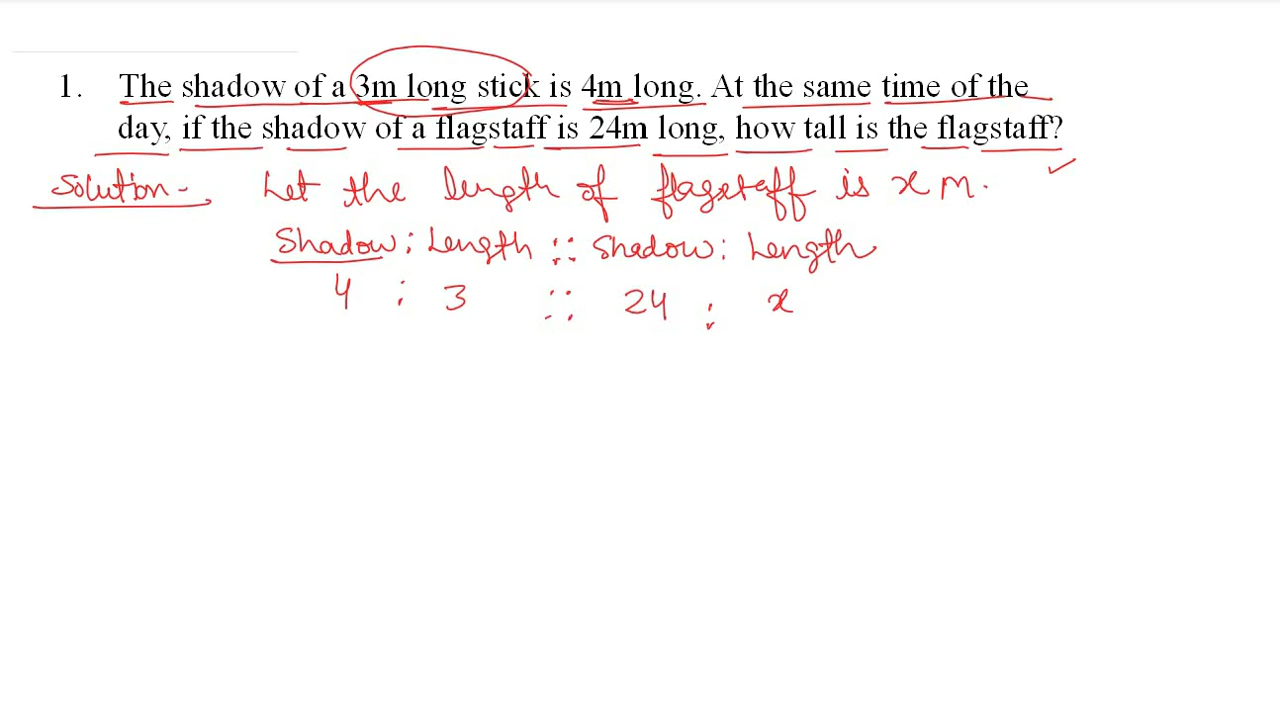 1. The shadow of a 3m long stick is 4m long. At the same time of the
day, if the shadow of a flagstaff is 24m long, how tall is the flagstaff?
Solution - Let the length of flagstaff is x m.
Shadow : Length :: Shadow : Length
4 : 3 :: 24 : x